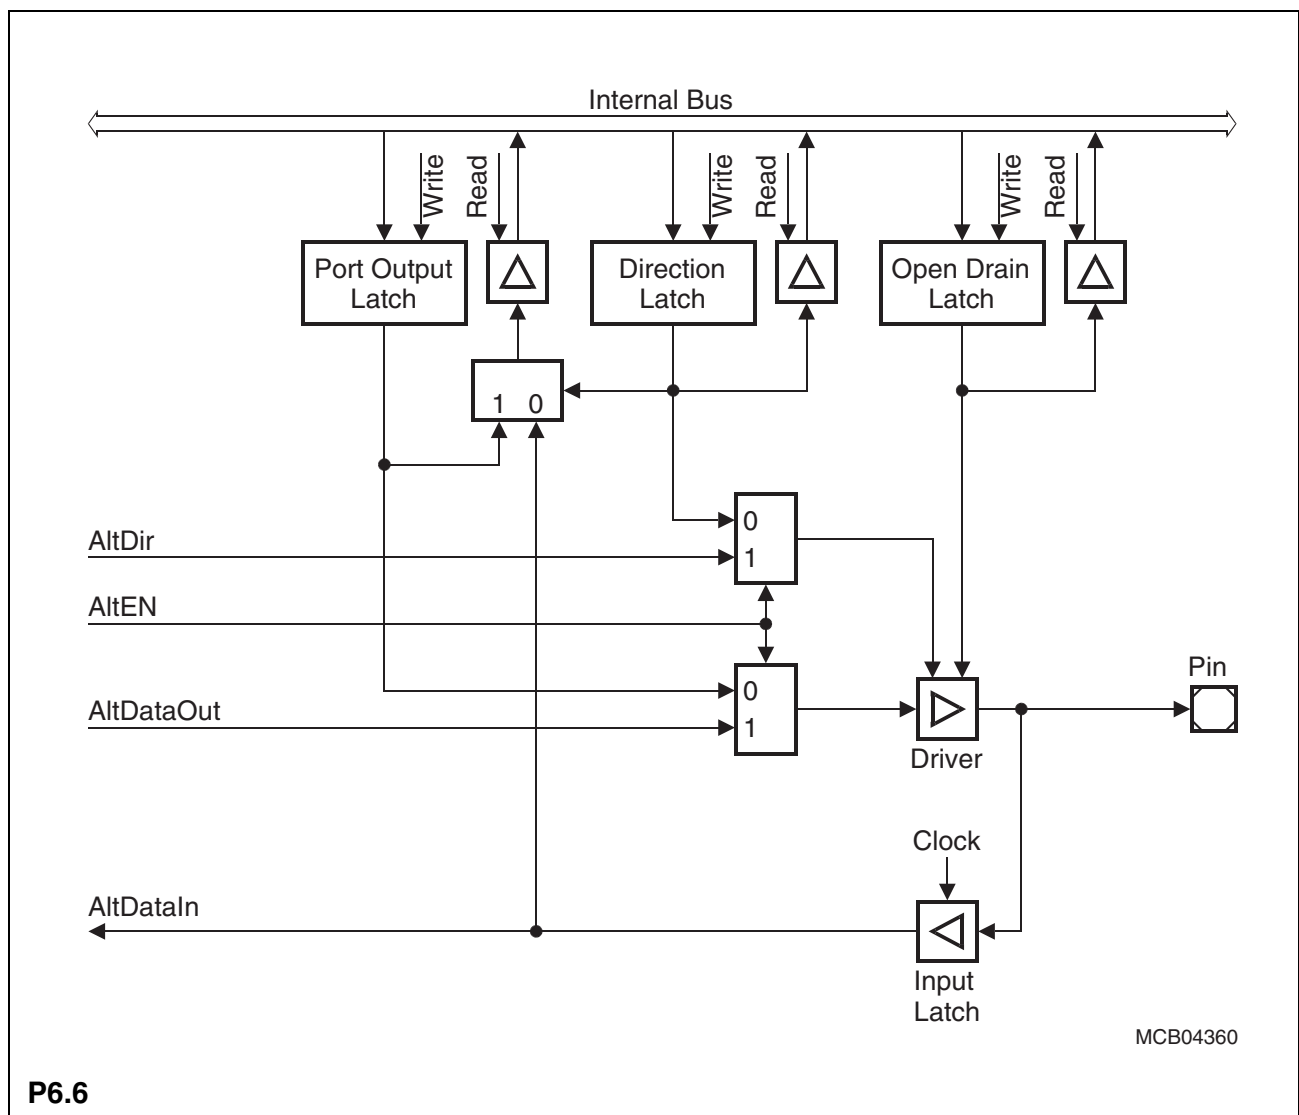 Internal Bus
Write
Read
Write
Read
Write
Read
Port Output
Latch
Direction
Latch
Open Drain
Latch
1 0
AltDir
0
1
AltEN
AltDataOut
0
1
Pin
Driver
Clock
AltDataIn
Input
Latch
MCB04360
P6.6